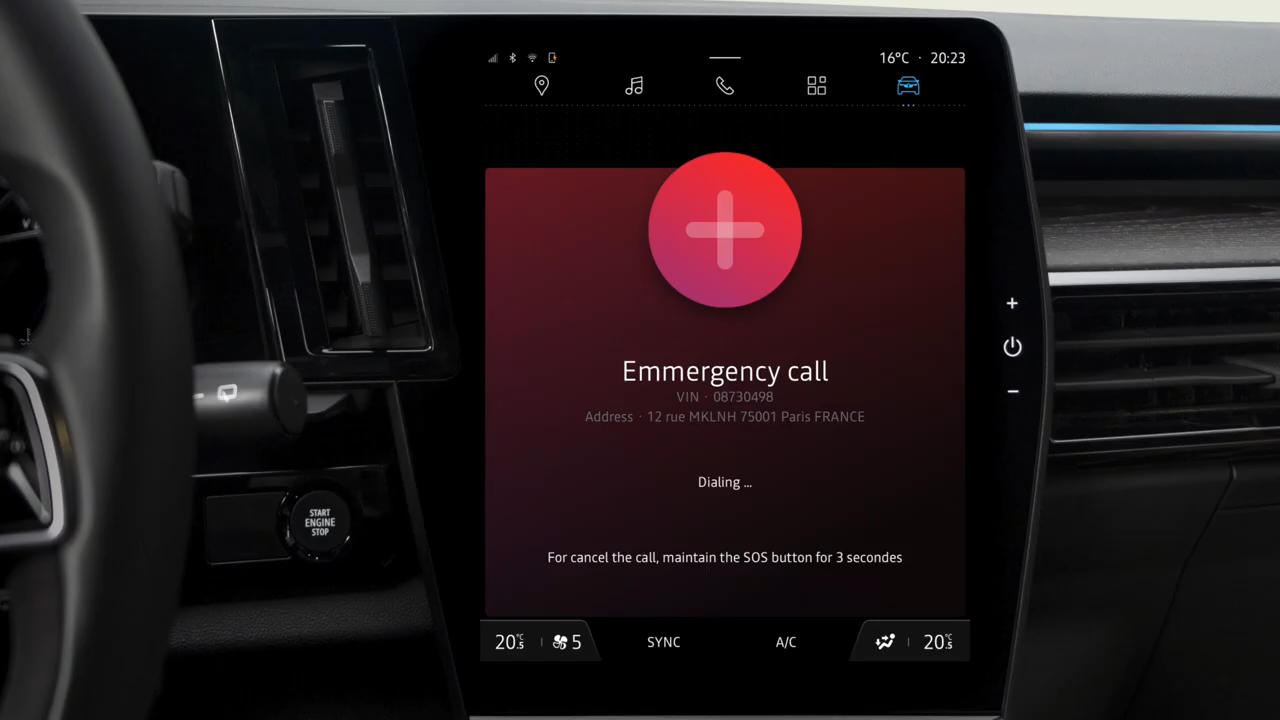 16°C · 20:23
Emmergency call
VIN · 08730498
Address · 12 rue MKLNH 75001 Paris FRANCE
Dialing ...
For cancel the call, maintain the SOS button for 3 secondes
START
ENGINE
STOP
20°C.5 5 SYNC A/C 20°C.5